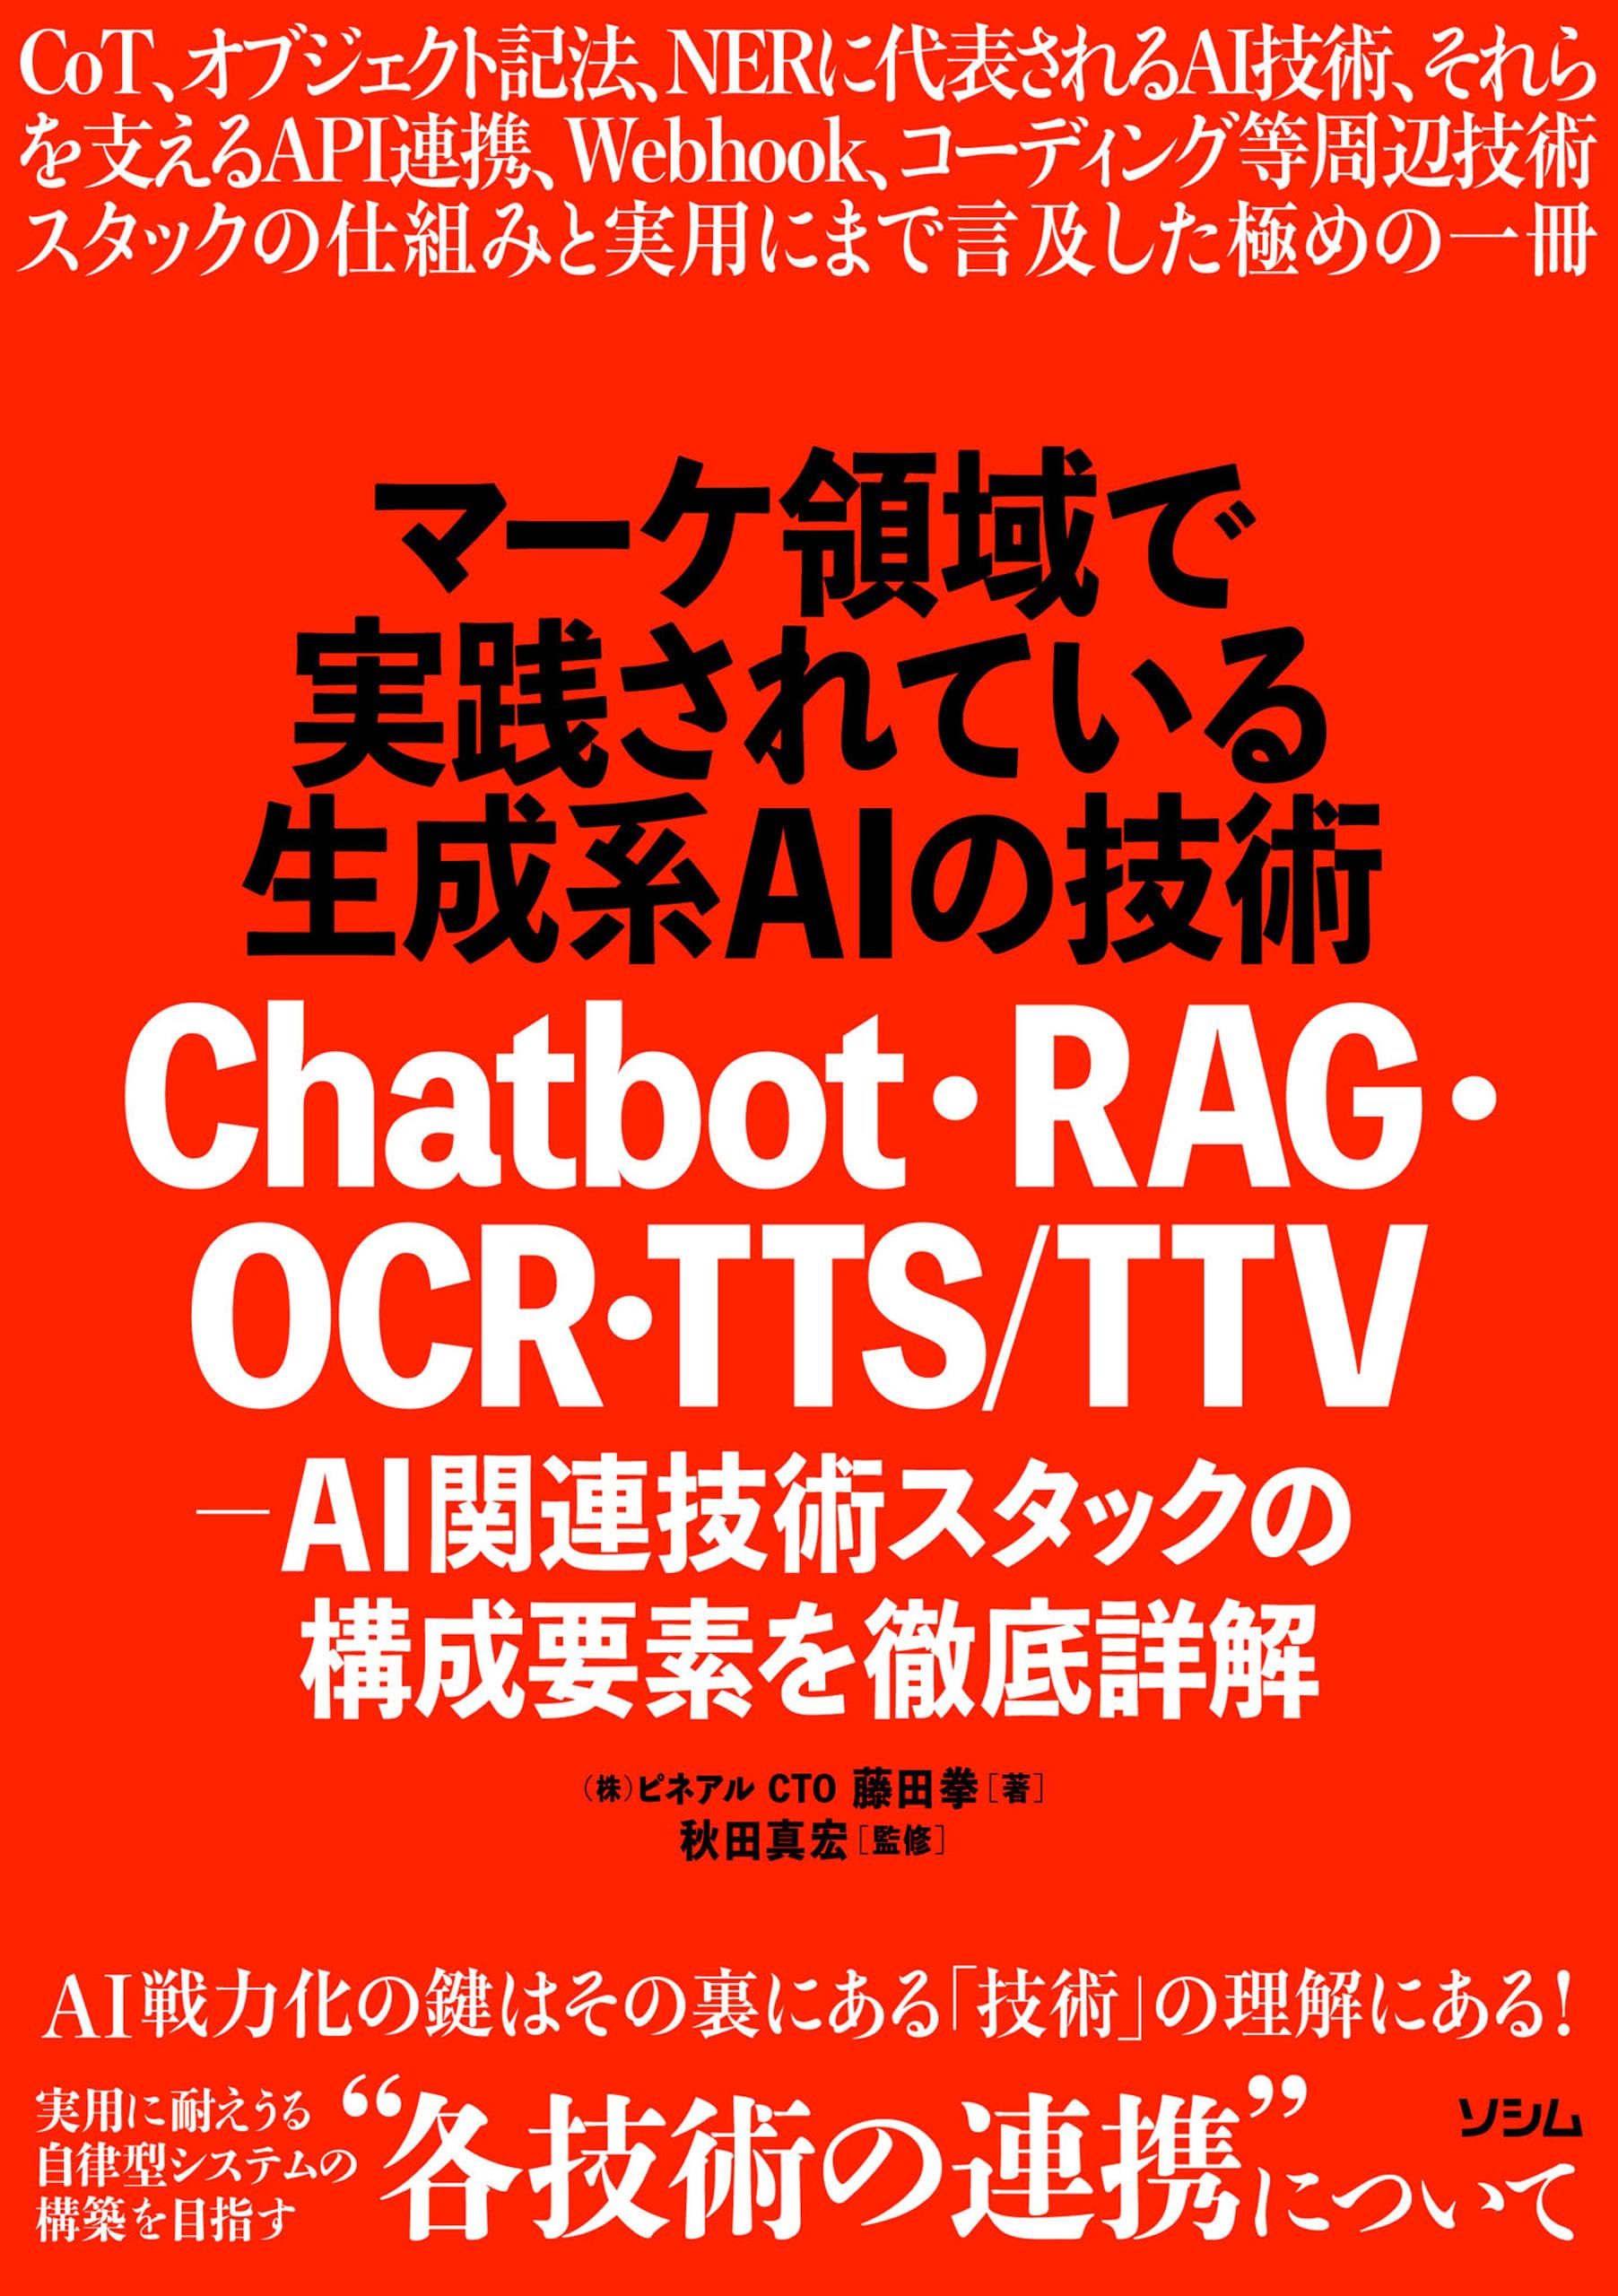 CoT、オブジェクト記法、NERに代表されるAI技術、それら
を支えるAPI連携、Webhook、コーディング等周辺技術
スタックの仕組みと実用にまで言及した極めの一冊
マーケ領域で
実践されている
生成系AIの技術
Chatbot・RAG・
OCR・TTS/TTV
―AI関連技術スタックの
構成要素を徹底詳解
（株）ピネアル CTO 藤田拳［著］
秋田真宏［監修］
AI戦力化の鍵はその裏にある「技術」の理解にある！
実用に耐えうる
自律型システムの
構築を目指す
“各技術の連携”について
ソシム